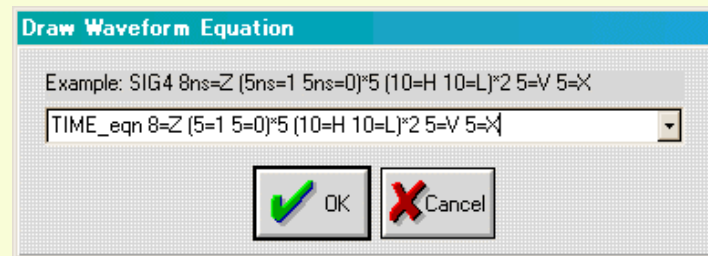 Draw Waveform Equation
Example: SIG4 8ns=Z (5ns=1 5ns=0)*5 (10=H 10=L)*2 5=V 5=X
TIME_eqn 8=Z (5=1 5=0)*5 (10=H 10=L)*2 5=V 5=X
OK
Cancel